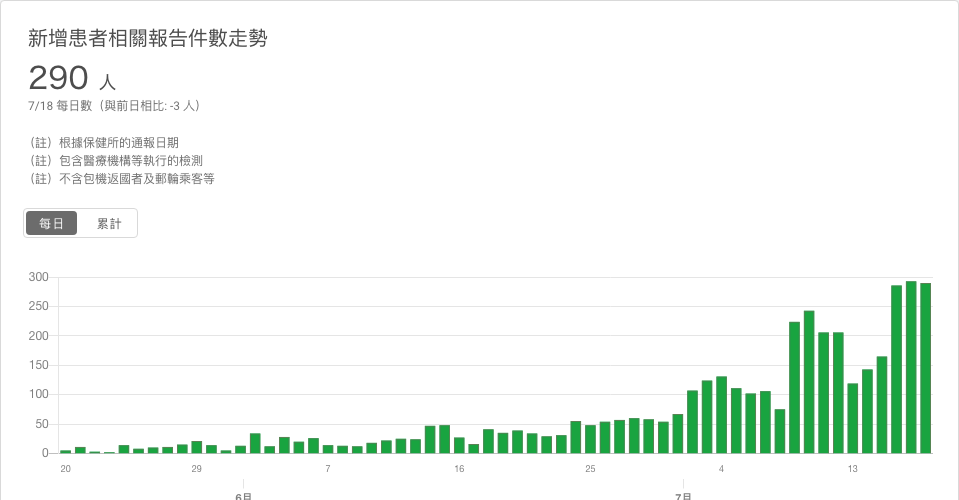 新增患者相關報告件數走勢
290 人
7/18 每日數（與前日相比: -3 人）
（註）根據保健所的通報日期
（註）包含醫療機構等執行的檢測
（註）不含包機返國者及郵輪乘客等
每日 累計
300
250
200
150
100
50
0
20 29 7 16 25 4 13
6月 7月